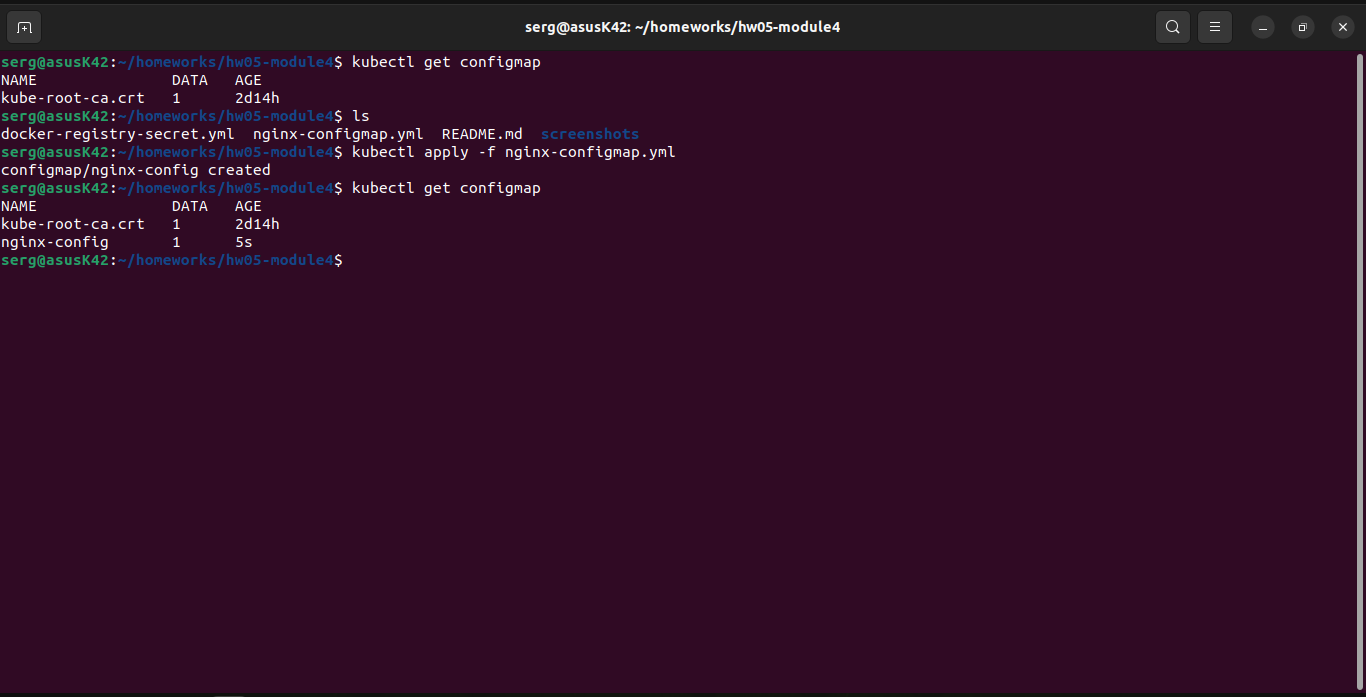 serg@asusK42: ~/homeworks/hw05-module4
serg@asusK42:~/homeworks/hw05-module4$ kubectl get configmap
NAME               DATA   AGE
kube-root-ca.crt   1      2d14h
serg@asusK42:~/homeworks/hw05-module4$ ls
docker-registry-secret.yml  nginx-configmap.yml  README.md  screenshots
serg@asusK42:~/homeworks/hw05-module4$ kubectl apply -f nginx-configmap.yml
configmap/nginx-config created
serg@asusK42:~/homeworks/hw05-module4$ kubectl get configmap
NAME               DATA   AGE
kube-root-ca.crt   1      2d14h
nginx-config       1      5s
serg@asusK42:~/homeworks/hw05-module4$